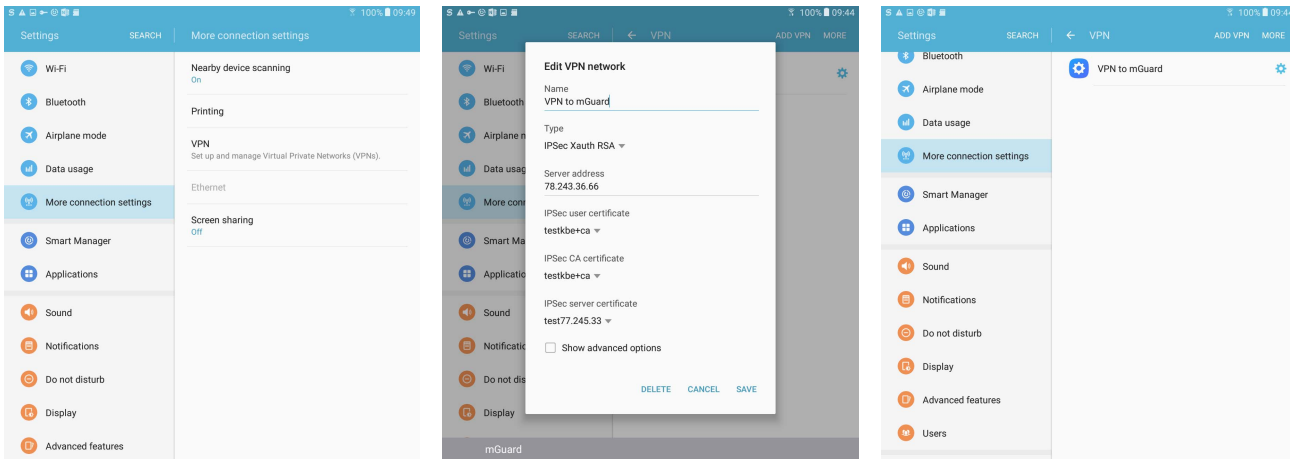 100% 09:49
Settings
SEARCH
More connection settings
Wi-Fi
Bluetooth
Airplane mode
Data usage
More connection settings
Smart Manager
Applications
Sound
Notifications
Do not disturb
Display
Advanced features
Nearby device scanning
On
Printing
VPN
Set up and manage Virtual Private Networks (VPNs).
Ethernet
Screen sharing
Off
100% 09:44
Settings
SEARCH
VPN
ADD VPN MORE
Wi-Fi
Bluetooth
Airplane m
Data usag
More conn
Smart Ma
Applicatio
Sound
Notificatio
Do not dis
Display
Edit VPN network
Name
VPN to mGuard
Type
IPSec Xauth RSA
Server address
78.243.36.66
IPSec user certificate
testkbe+ca
IPSec CA certificate
testkbe+ca
IPSec server certificate
test77.245.33
Show advanced options
DELETE CANCEL SAVE
mGuard
100% 09:44
Settings
SEARCH
VPN
ADD VPN MORE
Bluetooth
Airplane mode
Data usage
More connection settings
Smart Manager
Applications
Sound
Notifications
Do not disturb
Display
Advanced features
Users
VPN to mGuard